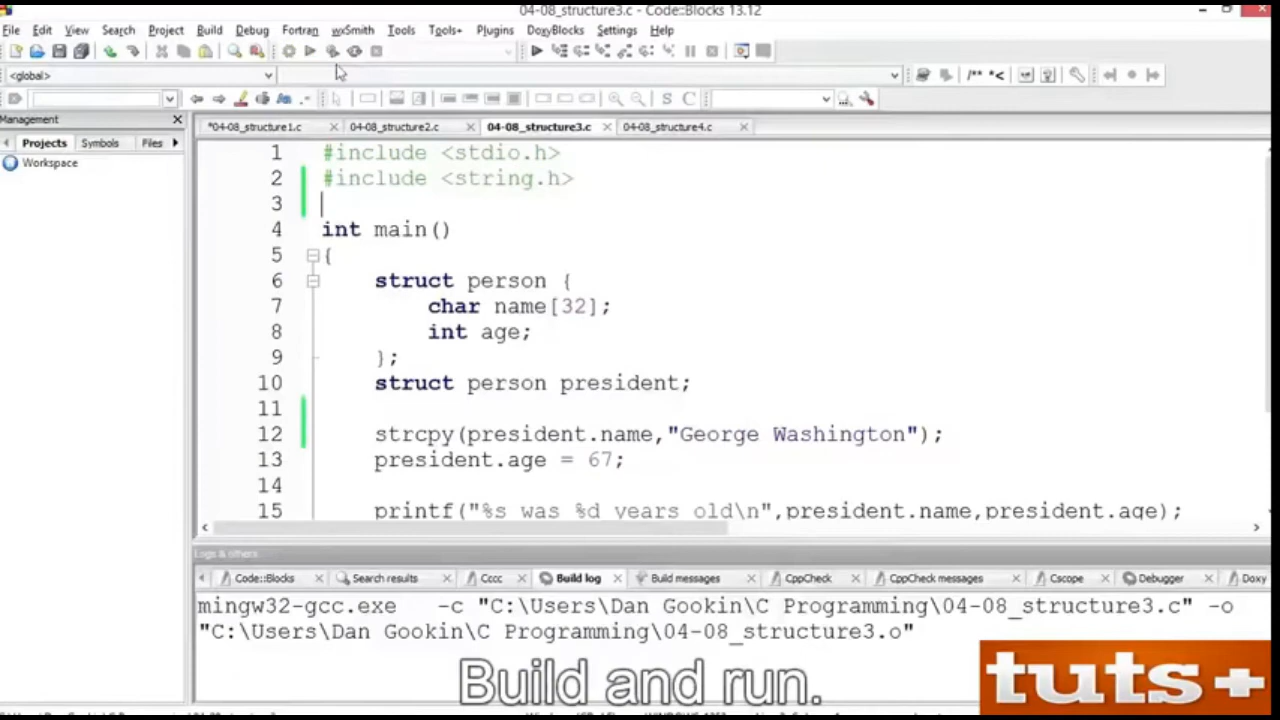 04-08_structure3.c - Code::Blocks 13.12
File Edit View Search Project Build Debug Fortran wxSmith Tools Tools+ Plugins DoxyBlocks Settings Help
<global>
/** *<
S C
Management
*04-08_structure1.c 04-08_structure2.c 04-08_structure3.c 04-08_structure4.c
Projects Symbols Files
Workspace
1 #include <stdio.h>
2 #include <string.h>
3
4 int main()
5 {
6 struct person {
7 char name[32];
8 int age;
9 };
10 struct person president;
11
12 strcpy(president.name,"George Washington");
13 president.age = 67;
14
15 printf("%s was %d years old\n",president.name,president.age);
Logs & others
Code::Blocks Search results Cccc Build log Build messages CppCheck CppCheck messages Cscope Debugger Doxy
mingw32-gcc.exe -c "C:\Users\Dan Gookin\C Programming\04-08_structure3.c" -o
"C:\Users\Dan Gookin\C Programming\04-08_structure3.o"
Build and run.
tuts+